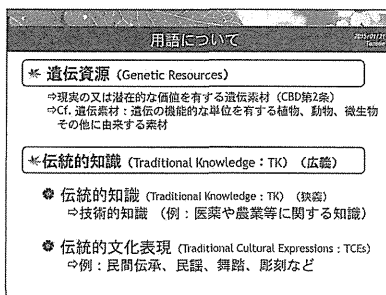 用語について
2015/01/21
✳ 遺伝資源 (Genetic Resources)
⇨現実の又は潜在的な価値を有する遺伝素材 (CBD第2条)
⇨Cf. 遺伝素材：遺伝の機能的な単位を有する植物、動物、微生物
その他に由来する素材
✳伝統的知識 (Traditional Knowledge：TK) (広義)
伝統的知識 (Traditional Knowledge：TK) (狭義)
⇨技術的知識 (例：医薬や農業等に関する知識)
伝統的文化表現 (Traditional Cultural Expressions：TCEs)
⇨例：民間伝承、民謡、舞踏、彫刻など